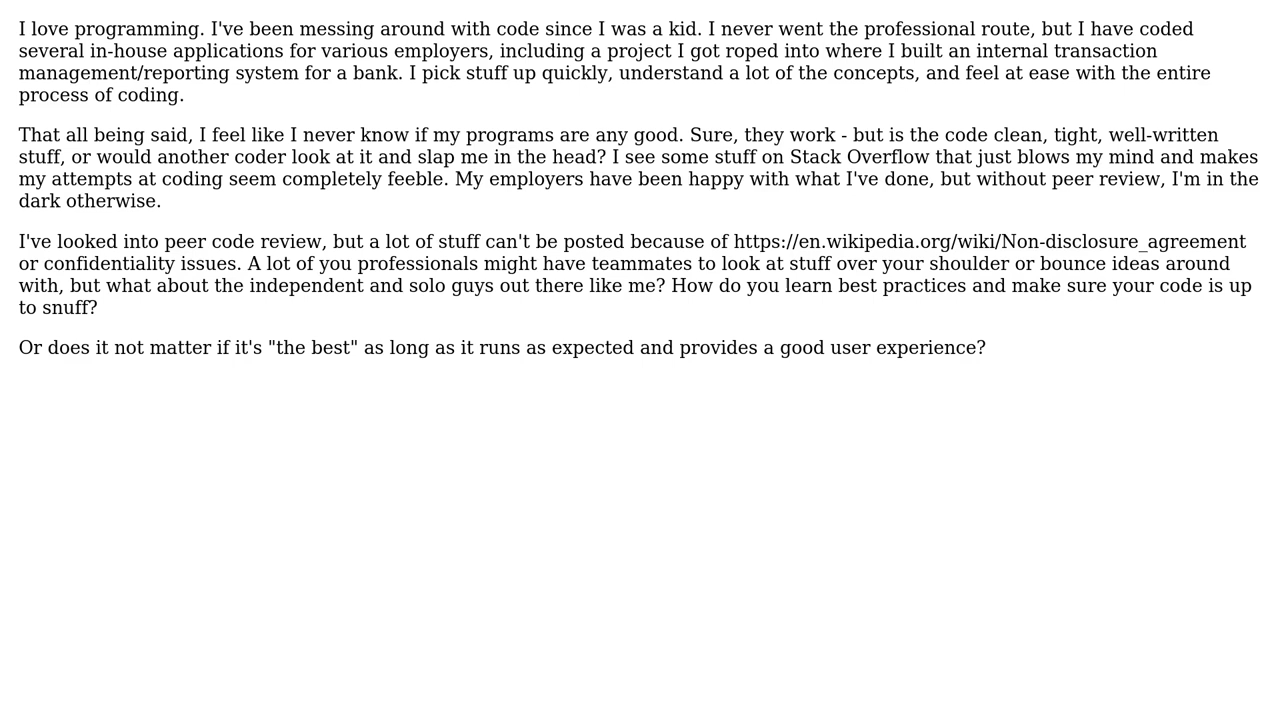 I love programming. I've been messing around with code since I was a kid. I never went the professional route, but I have coded
several in-house applications for various employers, including a project I got roped into where I built an internal transaction
management/reporting system for a bank. I pick stuff up quickly, understand a lot of the concepts, and feel at ease with the entire
process of coding.
That all being said, I feel like I never know if my programs are any good. Sure, they work - but is the code clean, tight, well-written
stuff, or would another coder look at it and slap me in the head? I see some stuff on Stack Overflow that just blows my mind and makes
my attempts at coding seem completely feeble. My employers have been happy with what I've done, but without peer review, I'm in the
dark otherwise.
I've looked into peer code review, but a lot of stuff can't be posted because of https://en.wikipedia.org/wiki/Non-disclosure_agreement
or confidentiality issues. A lot of you professionals might have teammates to look at stuff over your shoulder or bounce ideas around
with, but what about the independent and solo guys out there like me? How do you learn best practices and make sure your code is up
to snuff?
Or does it not matter if it's "the best" as long as it runs as expected and provides a good user experience?